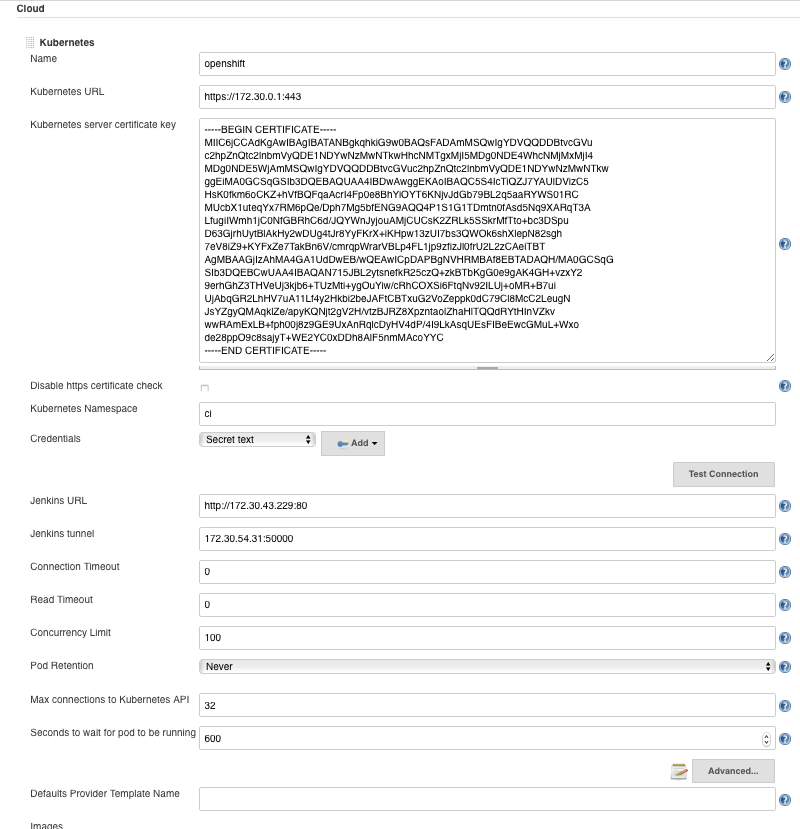 Cloud
Kubernetes
Name
openshift
Kubernetes URL
https://172.30.0.1:443
Kubernetes server certificate key
-----BEGIN CERTIFICATE-----
MIIC6jCCAdKgAwIBAgIBATANBgkqhkiG9w0BAQsFADAmMSQwIgYDVQQDDBtvcGVu
c2hpZnQtc2lnbmVyQDE1NDYwNzMwNTkwHhcNMTgxMjI5MDg0NDE4WhcNMjMxMjI4
MDg0NDE5WjAmMSQwIgYDVQQDDBtvcGVuc2hpZnQtc2lnbmVyQDE1NDYwNzMwNTkw
ggEiMA0GCSqGSIb3DQEBAQUAA4IBDwAwggEKAoIBAQC5S4lcTiQZJ7YAUIDVizC5
HsK0fkm6oCKZ+hVfBQFqaAcrI4Fp0e8BhYiOYT6KNjvJdGb79BL2q5aaRYWS01RC
MUcbX1uteqYx7RM6pQe/Dph7Mg5bfENG9AQQ4P1S1G1TDmtn0fAsd5Nq9XARqT3A
LfugiIWmh1jC0NfGBRhC6d/JQYWnJyjouAMjCUCsK2ZRLk5SSkrMfTto+bc3DSpu
D63GjrhUytBlAkHy2wDUg4tJr8YyFKrX+iKHpw13zUI7bs3QWOk6shXlepN82sgh
7eV8iZ9+KYFxZe7TakBn6V/cmrqpWrarVBLp4FL1jp9zfizJl0frU2L2zCAeiTBT
AgMBAAGjIzAhMA4GA1UdDwEB/wQEAwICpDAPBgNVHRMBAf8EBTADAQH/MA0GCSqG
SIb3DQEBCwUAA4IBAQAN715JBL2ytsnefkR25czQ+zkBTbKgG0e9gAK4GH+vzxY2
9erhGhZ3THVeUj3kjb6+TUzMti+ygOuYiw/cRhCOXSi6FtqNv92ILUj+oMR+B7ui
UjAbqGR2LhHV7uA11Lf4y2Hkbi2beJAFtCBTxuG2VoZeppk0dC79Cl8McC2LeugN
JsYZgyQMAqklZe/apyKQNjt2gV2H/vtzBJRZ8XpzntaolZhaHlTQQdRYtHInVZkv
wwRAmExLB+fph00j8z9GE9UxAnRqlcDyHV4dP/4I9LkAsqUEsFIBeEwcGMuL+Wxo
de28ppO9c8sajyT+WE2YC0xDDh8AlF5nmMAcoYYC
-----END CERTIFICATE-----
Disable https certificate check
Kubernetes Namespace
ci
Credentials
Secret text
Add
Test Connection
Jenkins URL
http://172.30.43.229:80
Jenkins tunnel
172.30.54.31:50000
Connection Timeout
0
Read Timeout
0
Concurrency Limit
100
Pod Retention
Never
Max connections to Kubernetes API
32
Seconds to wait for pod to be running
600
Advanced...
Defaults Provider Template Name
Images